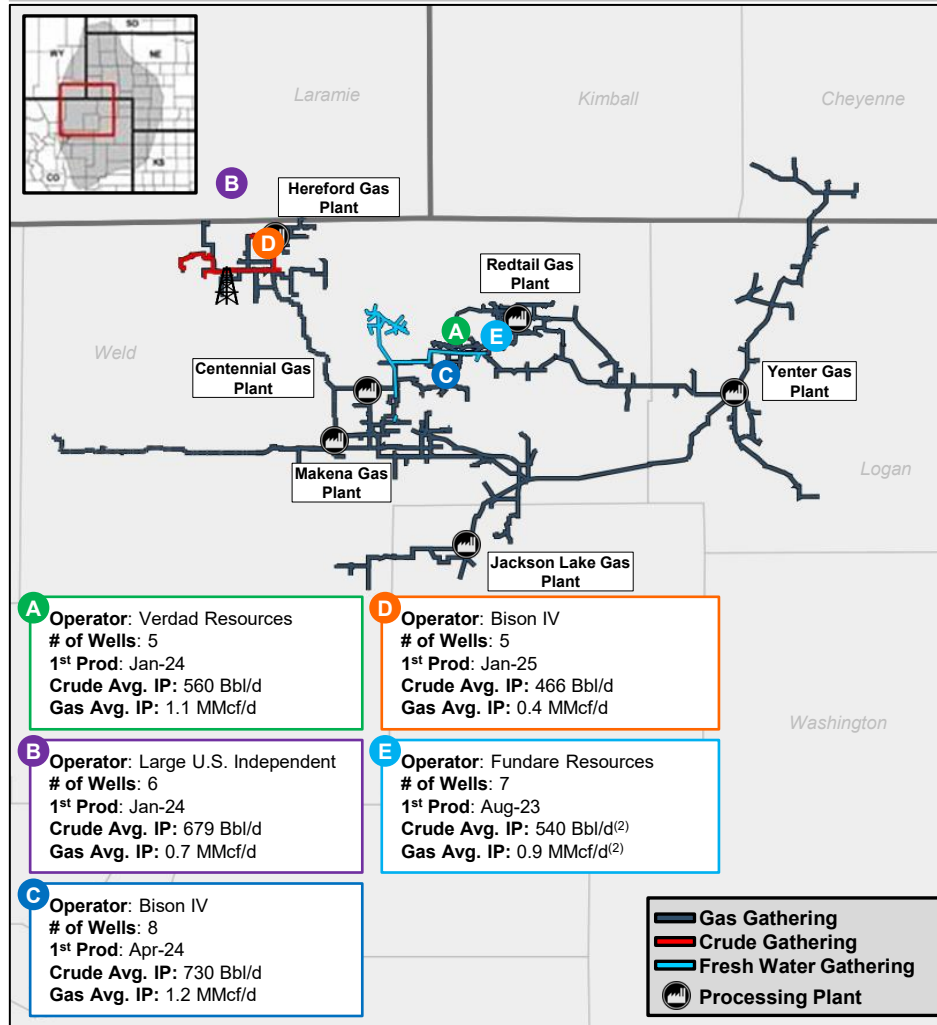 SD
WY
NE
CO
KS
Laramie
Kimball
Cheyenne
B
Hereford Gas
Plant
D
Redtail Gas
Plant
A
E
Weld
Centennial Gas
Plant
C
Yenter Gas
Plant
Makena Gas
Plant
Logan
Jackson Lake Gas
Plant
A
Operator: Verdad Resources
# of Wells: 5
1st Prod: Jan-24
Crude Avg. IP: 560 Bbl/d
Gas Avg. IP: 1.1 MMcf/d
D
Operator: Bison IV
# of Wells: 5
1st Prod: Jan-25
Crude Avg. IP: 466 Bbl/d
Gas Avg. IP: 0.4 MMcf/d
Washington
B
Operator: Large U.S. Independent
# of Wells: 6
1st Prod: Jan-24
Crude Avg. IP: 679 Bbl/d
Gas Avg. IP: 0.7 MMcf/d
E
Operator: Fundare Resources
# of Wells: 7
1st Prod: Aug-23
Crude Avg. IP: 540 Bbl/d(2)
Gas Avg. IP: 0.9 MMcf/d(2)
C
Operator: Bison IV
# of Wells: 8
1st Prod: Apr-24
Crude Avg. IP: 730 Bbl/d
Gas Avg. IP: 1.2 MMcf/d
Gas Gathering
Crude Gathering
Fresh Water Gathering
Processing Plant